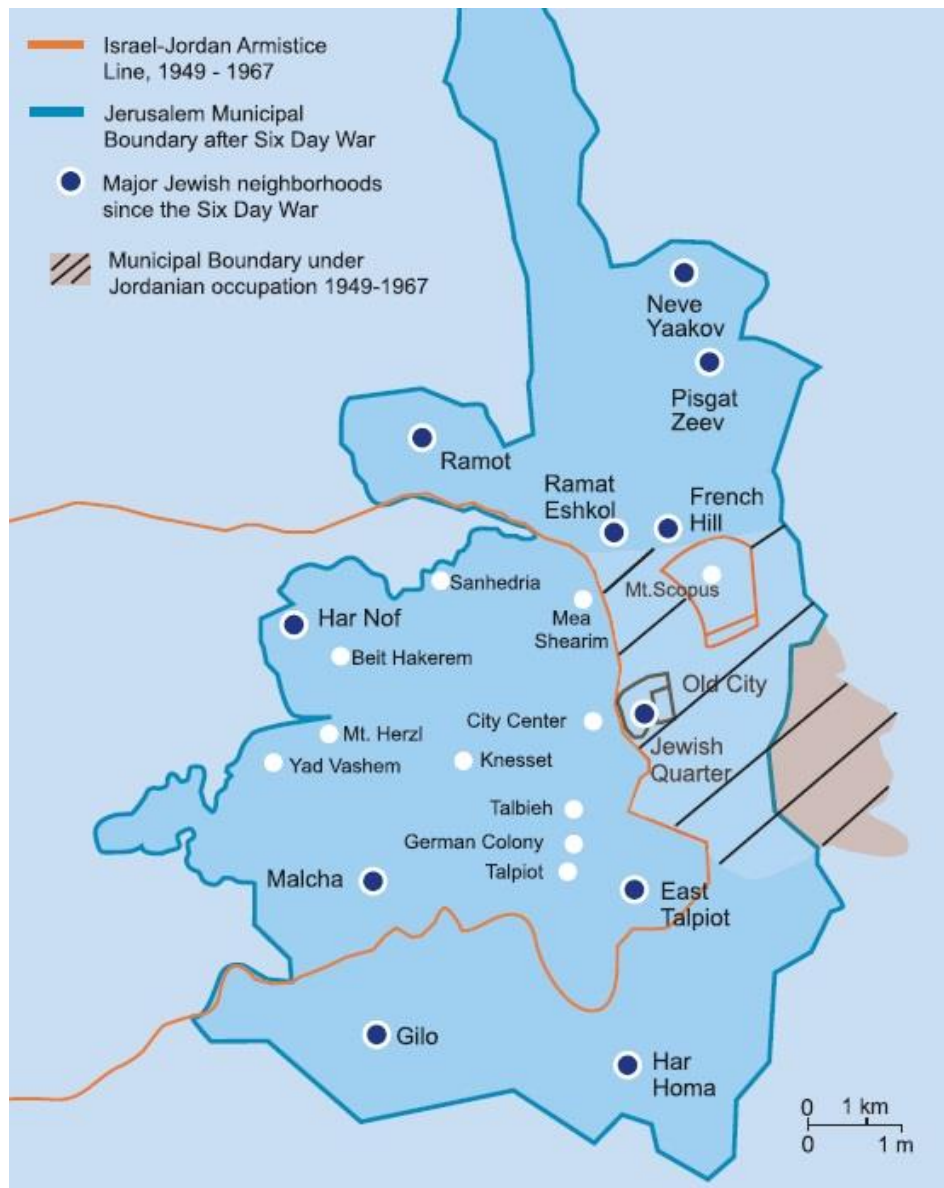 Israel-Jordan Armistice
Line, 1949 - 1967
Jerusalem Municipal
Boundary after Six Day War
Major Jewish neighborhoods
since the Six Day War
Municipal Boundary under
Jordanian occupation 1949-1967
Neve
Yaakov
Pisgat
Zeev
Ramot
Ramat
Eshkol
French
Hill
Sanhedria
Mt.Scopus
Mea
Shearim
Har Nof
Beit Hakerem
Old City
City Center
Mt. Herzl
Jewish
Quarter
Yad Vashem
Knesset
Talbieh
German Colony
Talpiot
Malcha
East
Talpiot
Gilo
Har
Homa
0 1 km
0 1 m